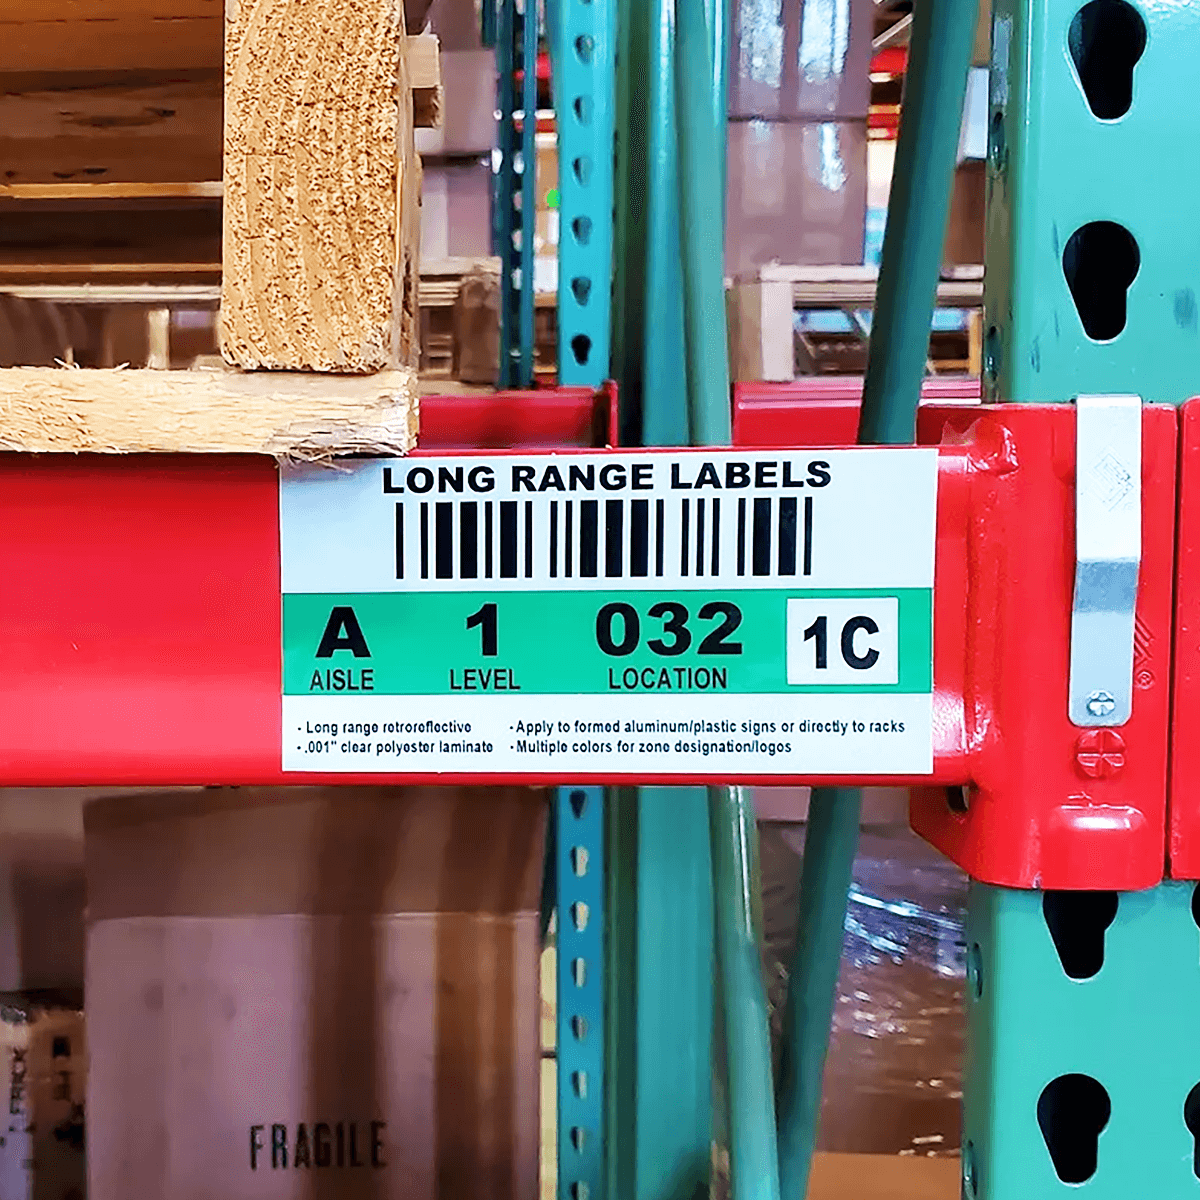 LONG RANGE LABELS
A 1 032 1C
AISLE LEVEL LOCATION
- Long range retroreflective
- .001" clear polyester laminate
- Apply to formed aluminum/plastic signs or directly to racks
- Multiple colors for zone designation/logos
FRAGILE